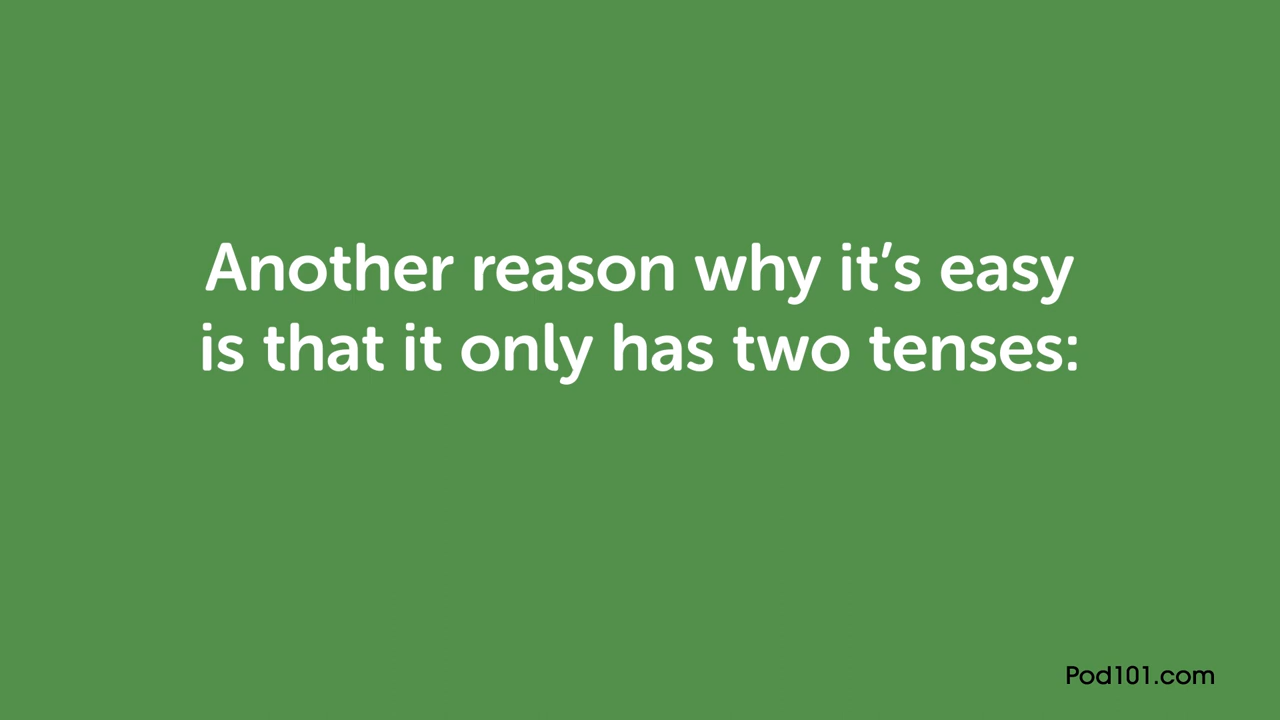 Another reason why it’s easy
is that it only has two tenses:
Pod101.com